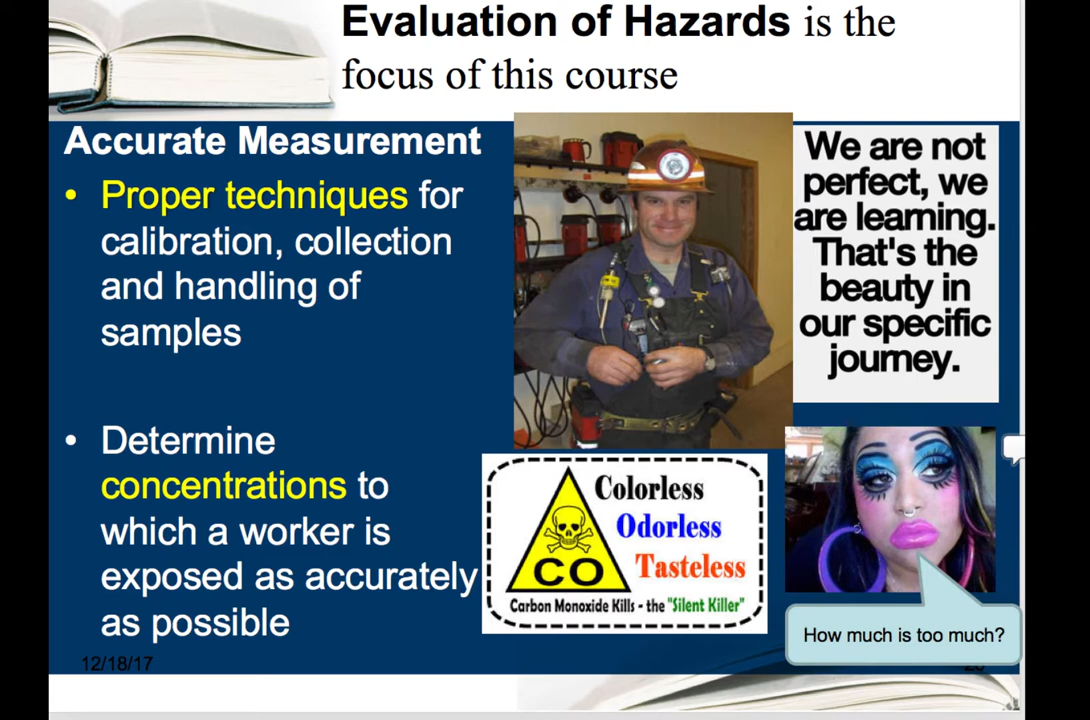 Evaluation of Hazards is the
focus of this course
Accurate Measurement
• Proper techniques for
calibration, collection
and handling of
samples
• Determine
concentrations to
which a worker is
exposed as accurately
as possible
We are not
perfect, we
are learning.
That's the
beauty in
our specific
journey.
Colorless
Odorless
Tasteless
CO
Carbon Monoxide Kills - the "Silent Killer"
How much is too much?
12/18/17